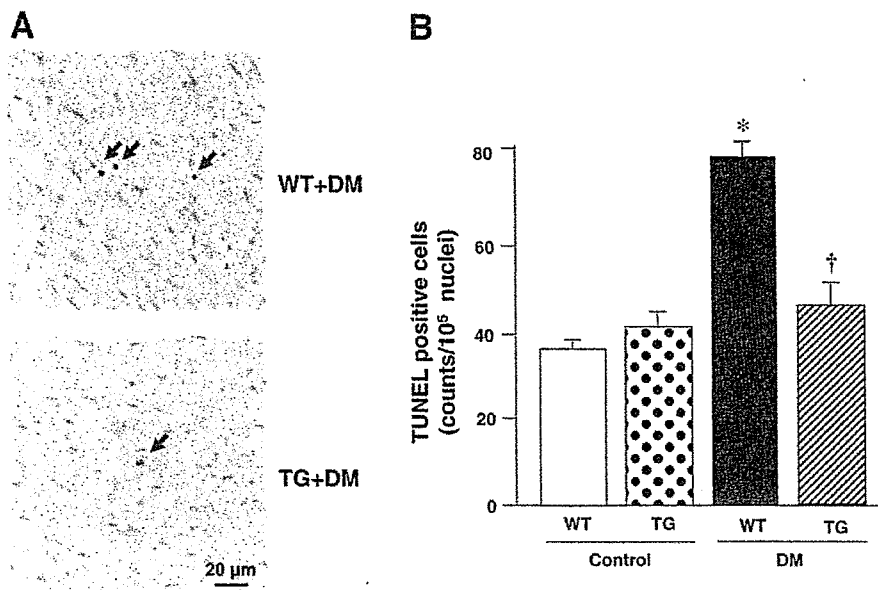 A
WT+DM
TG+DM
20 µm
B
TUNEL positive cells
(counts/10⁵ nuclei)
80
60
40
20
0
*
†
WT TG WT TG
Control DM